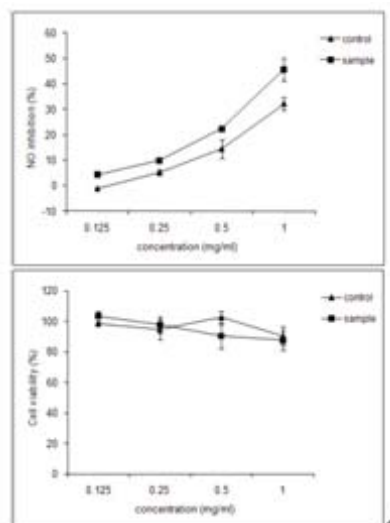 60
50
40
30
20
10
0
-10
NO inhibition (%)
0.125 0.25 0.5 1
concentration (mg/ml)
control
sample
120
100
80
60
40
20
0
Cell viability (%)
0.125 0.25 0.5 1
concentration (mg/ml)
control
sample